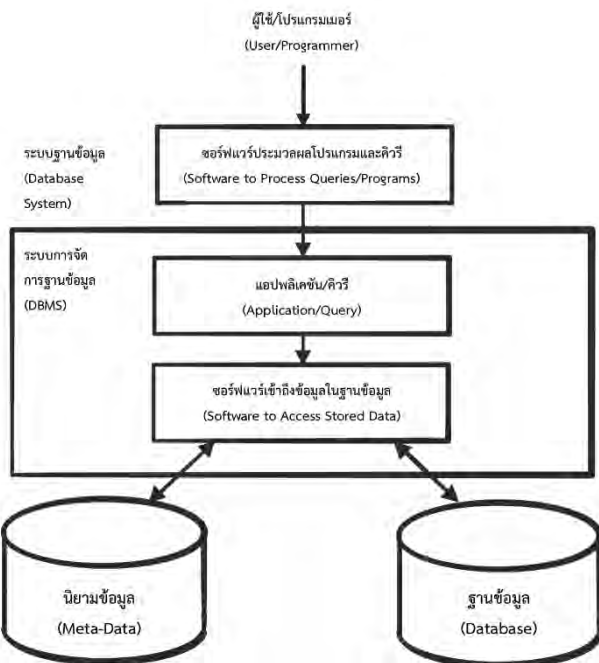 ผู้ใช้/โปรแกรมเมอร์
(User/Programmer)
ระบบฐานข้อมูล
(Database
System)
ซอร์ฟแวร์ประมวลผลโปรแกรมและคิวรี
(Software to Process Queries/Programs)
ระบบการจัด
การฐานข้อมูล
(DBMS)
แอปพลิเคชัน/คิวรี
(Application/Query)
ซอร์ฟแวร์เข้าถึงข้อมูลในฐานข้อมูล
(Software to Access Stored Data)
นิยามข้อมูล
(Meta-Data)
ฐานข้อมูล
(Database)